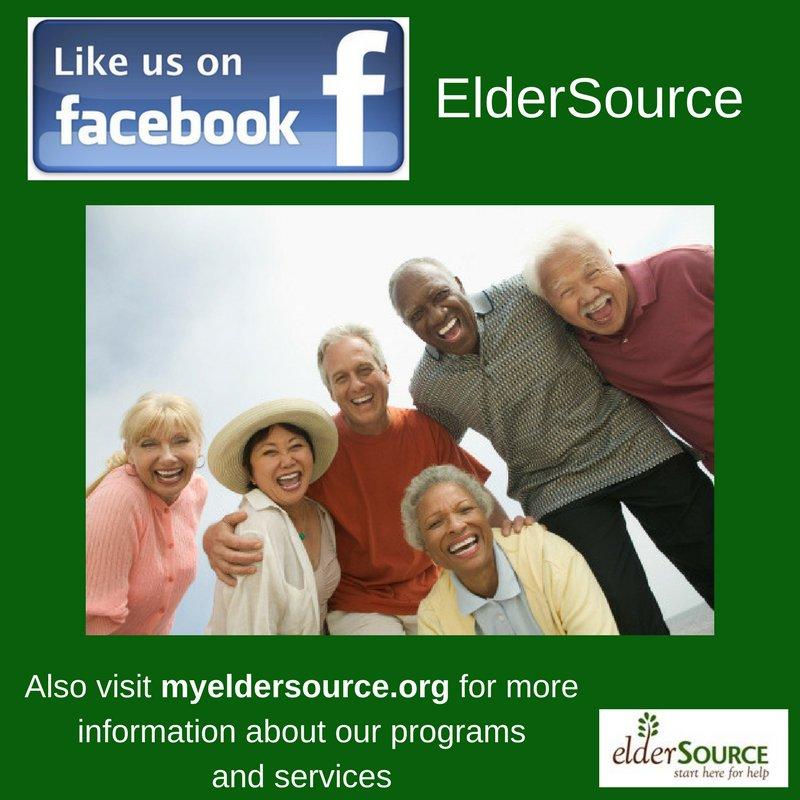 Like us on
facebook
f
ElderSource
Also visit myeldersource.org for more
information about our programs
and services
elderSOURCE
start here for help